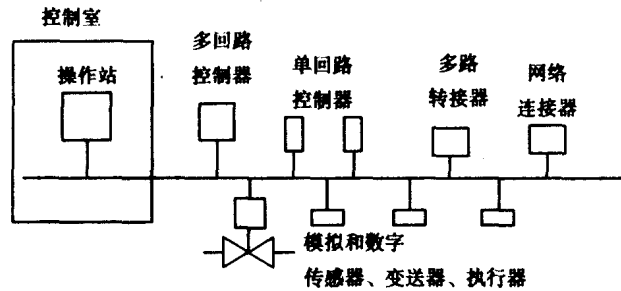 控制室
操作站
多回路
控制器
单回路
控制器
多路
转接器
网络
连接器
模拟和数字
传感器、变送器、执行器